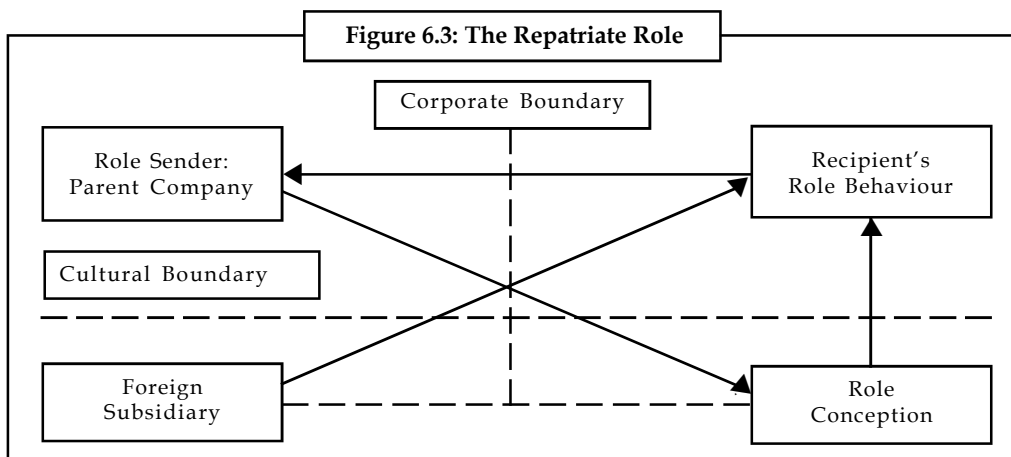 Figure 6.3: The Repatriate Role
Corporate Boundary
Role Sender:
Parent Company
Recipient's
Role Behaviour
Cultural Boundary
Foreign
Subsidiary
Role
Conception